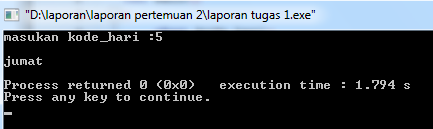 "D:\laporan\laporan pertemuan 2\laporan tugas 1.exe"
masukan kode_hari :5
jumat
Process returned 0 (0x0)   execution time : 1.794 s
Press any key to continue.